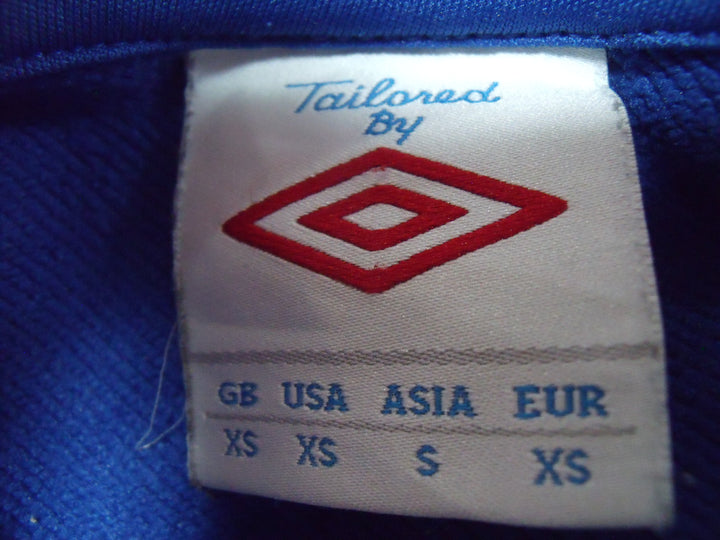 Tailored
By
GB USA ASIA EUR
XS XS S XS